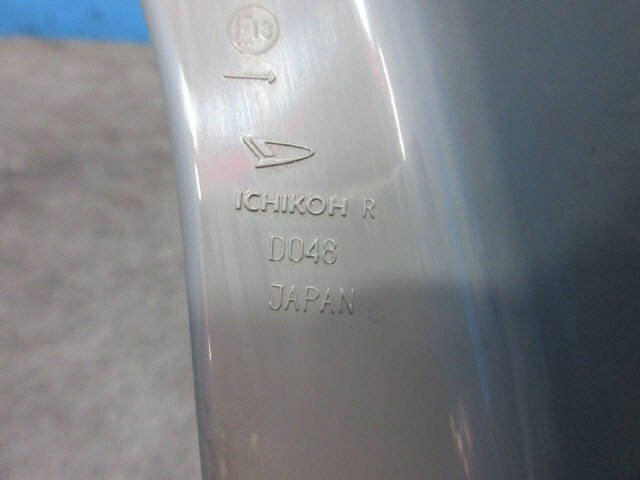 E13
ICHIKOH R
D048
JAPAN